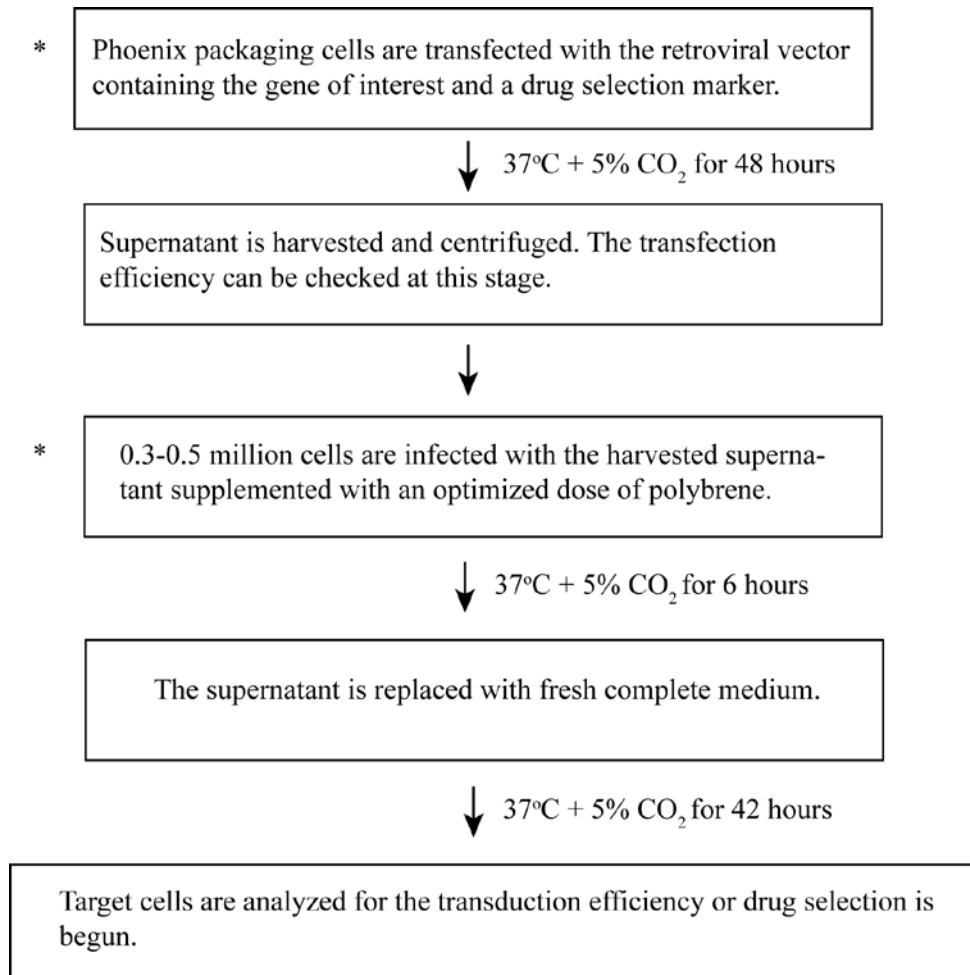 * Phoenix packaging cells are transfected with the retroviral vector
containing the gene of interest and a drug selection marker.
37°C + 5% CO₂ for 48 hours
Supernatant is harvested and centrifuged. The transfection
efficiency can be checked at this stage.
* 0.3-0.5 million cells are infected with the harvested superna-
tant supplemented with an optimized dose of polybrene.
37°C + 5% CO₂ for 6 hours
The supernatant is replaced with fresh complete medium.
37°C + 5% CO₂ for 42 hours
Target cells are analyzed for the transduction efficiency or drug selection is
begun.